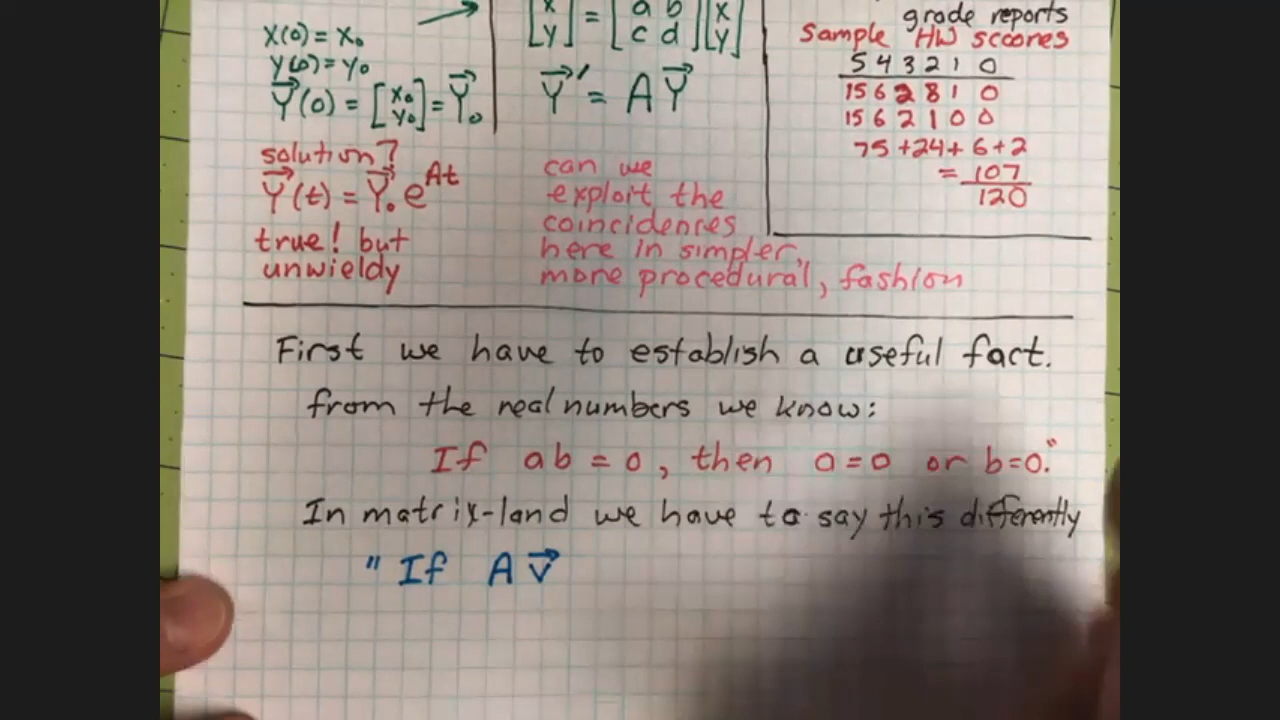 x(0) = x₀
y(0) = y₀
Y⃗(0) = [x₀ y₀] = Y⃗₀
[x y] = [a b c d] [x y]
Y⃗' = A Y⃗
grade reports
Sample HW scoores
5 4 3 2 1 0
15 6 2 8 1 0
15 6 2 1 0 0
75 + 24 + 6 + 2
= 107
120
solution?
Y⃗(t) = Y⃗₀ e^{At}
true! but
unwieldy
can we
exploit the
coincidences
here in simpler,
more procedural, fashion
First we have to establish a useful fact.
from the real numbers we know:
If ab = 0, then a=0 or b=0."
In matrix-land we have to say this differently
" If A v⃗